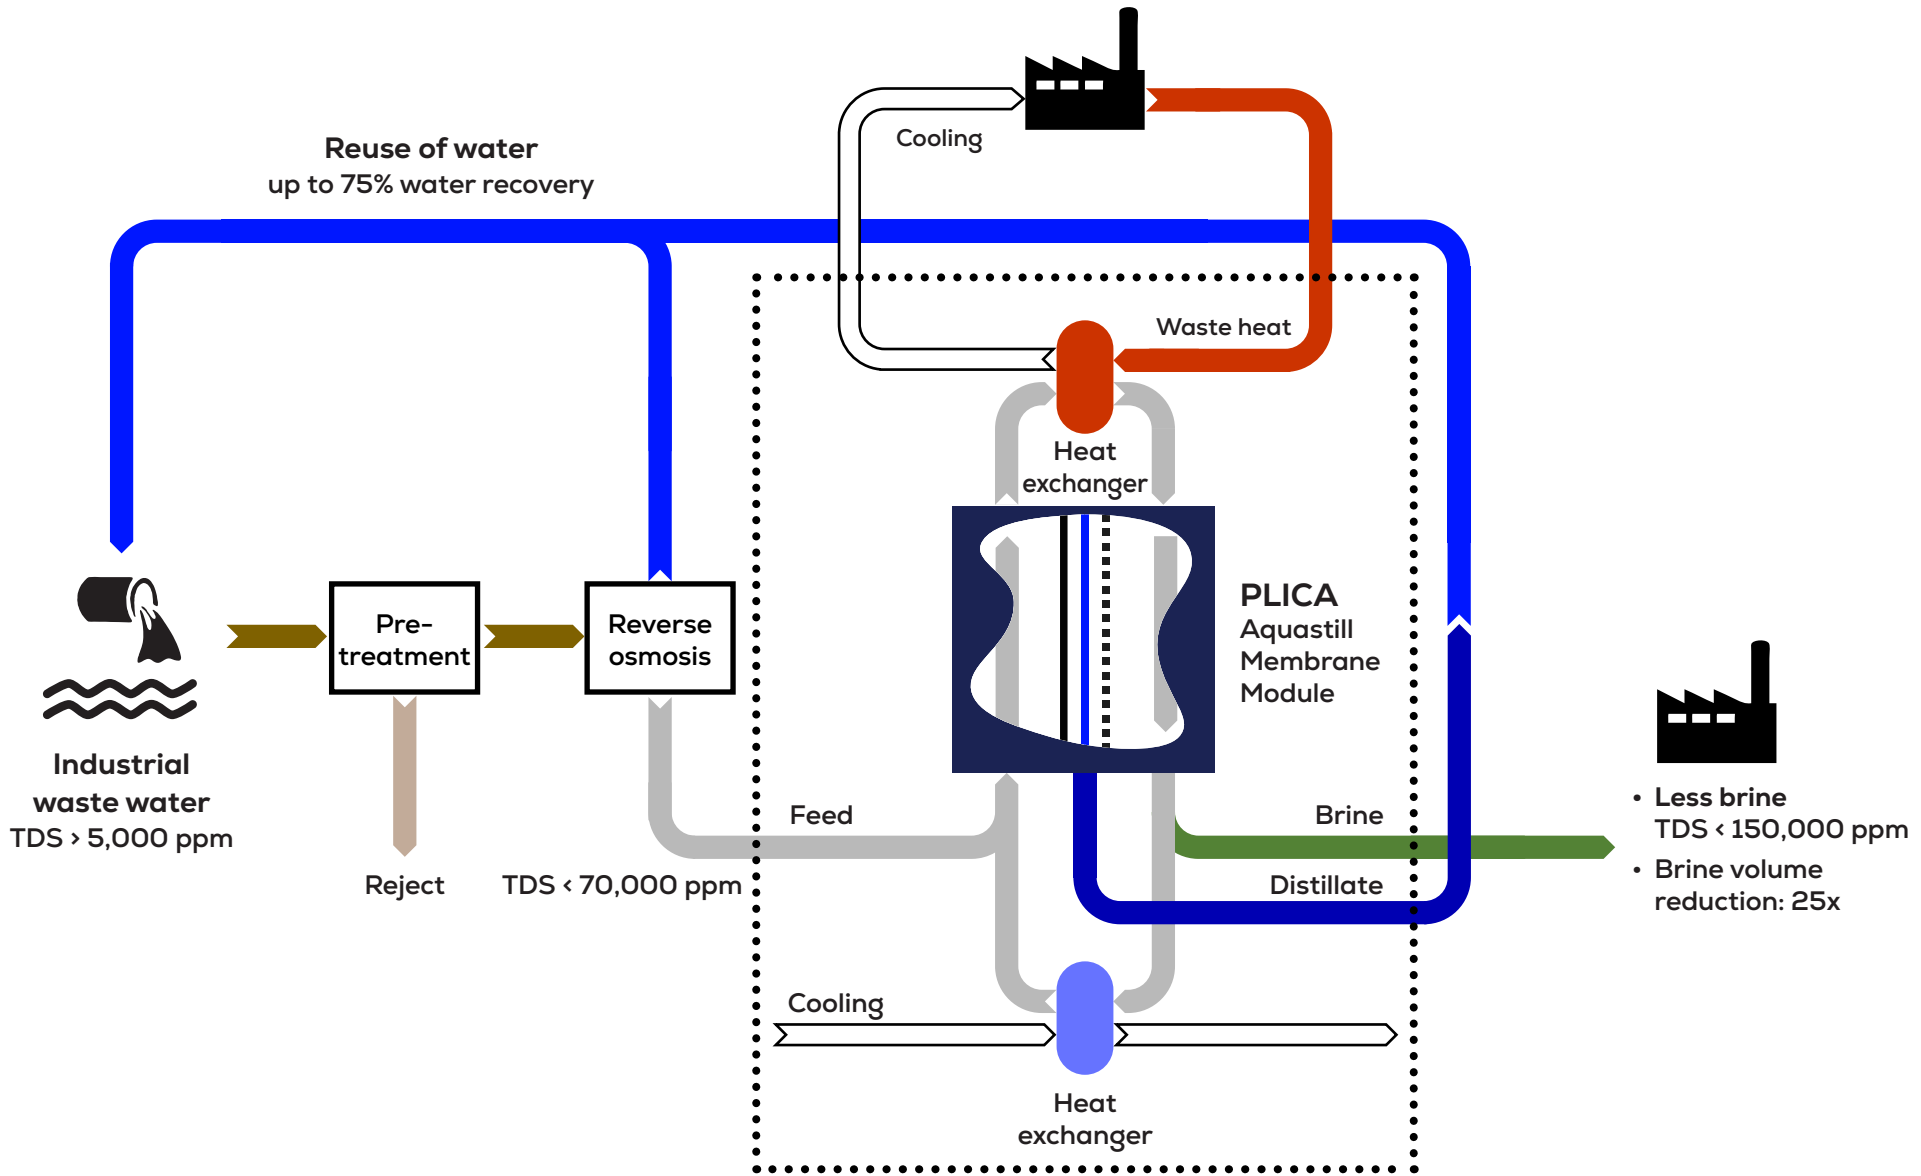 Cooling
Reuse of water
up to 75% water recovery
Waste heat
Heat
exchanger
Pre-
treatment
Reverse
osmosis
PLICA
Aquastill
Membrane
Module
Industrial
waste water
TDS > 5,000 ppm
Reject
TDS < 70,000 ppm
Feed
Brine
Distillate
• Less brine
TDS < 150,000 ppm
• Brine volume
reduction: 25x
Cooling
Heat
exchanger